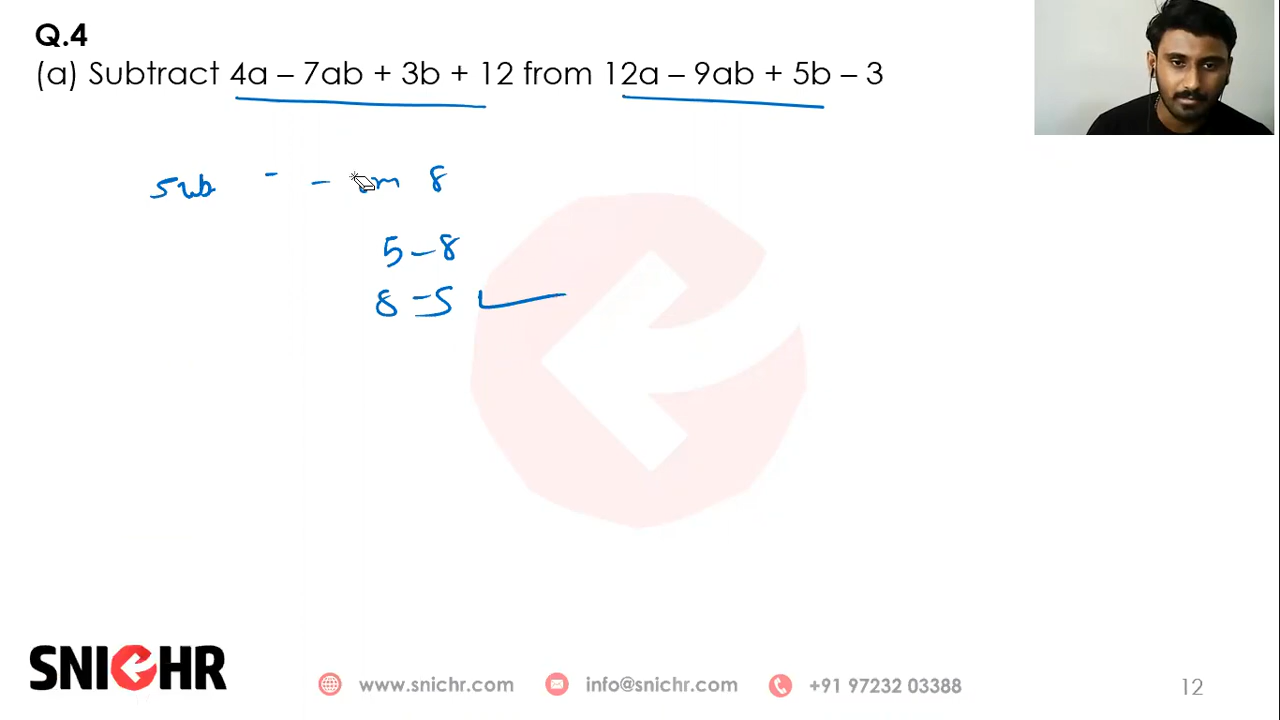 Q.4
(a) Subtract 4a – 7ab + 3b + 12 from 12a – 9ab + 5b – 3
sub 8
5 – 8
8 – 5
SNICHR
www.snichr.com info@snichr.com +91 97232 03388 12